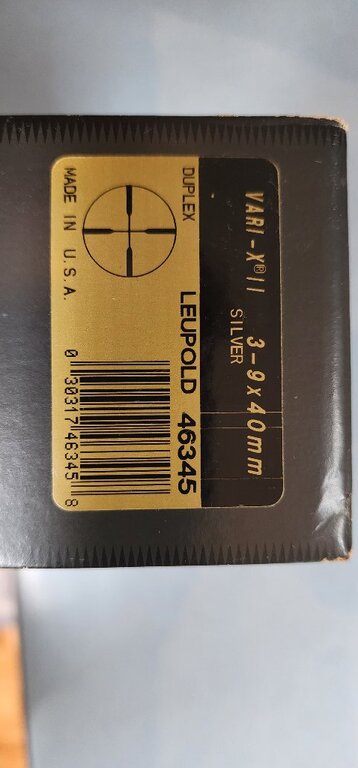 VARI-X®II 3-9x40mm
SILVER
DUPLEX
LEUPOLD 46345
MADE IN U.S.A.
0 30317 46345 8